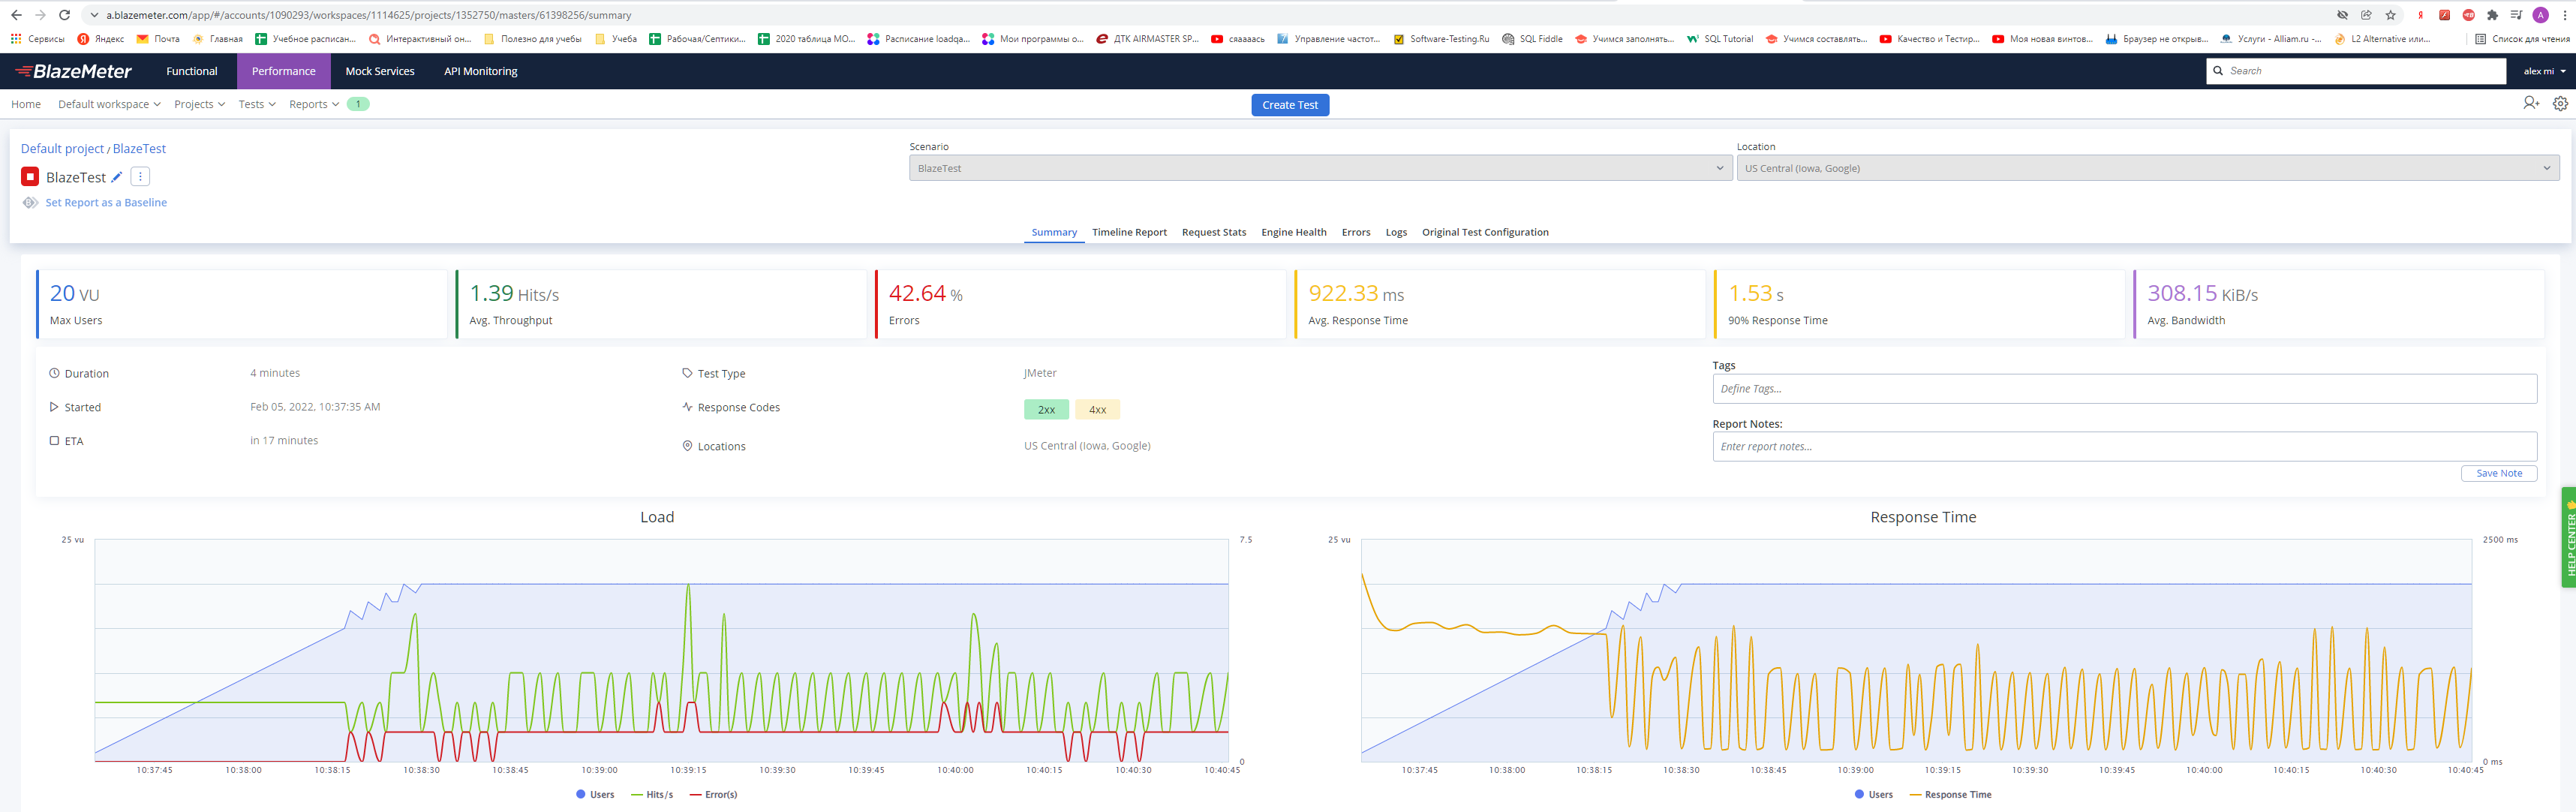 a.blazemeter.com/app/#/accounts/1090293/workspaces/1114625/projects/1352750/masters/61398256/summary
Сервисы Яндекс Почта Главная Учебное расписан... Интерактивный он... Полезно для учебы Учеба Рабочая/Септики... 2020 таблица МО... Расписание loadqa... Мои программы о... ДТК AIRMASTER SP... сяаааась Управление частот... Software-Testing.Ru SQL Fiddle Учимся заполнять... SQL Tutorial Учимся составлять... Качество и Тестир... Моя новая винтов... Браузер не открыв... Услуги - Alliam.ru -... L2 Alternative или... Список для чтения
BlazeMeter Functional Performance Mock Services API Monitoring Search alex mi
Home Default workspace Projects Tests Reports 1 Create Test
Default project / BlazeTest
Scenario Location
BlazeTest US Central (Iowa, Google)
BlazeTest
Set Report as a Baseline
Summary Timeline Report Request Stats Engine Health Errors Logs Original Test Configuration
20 VU 1.39 Hits/s 42.64 % 922.33 ms 1.53 s 308.15 KiB/s
Max Users Avg. Throughput Errors Avg. Response Time 90% Response Time Avg. Bandwidth
Duration 4 minutes Test Type JMeter
Started Feb 05, 2022, 10:37:35 AM Response Codes 2xx 4xx
ETA in 17 minutes Locations US Central (Iowa, Google)
Tags
Define Tags...
Report Notes:
Enter report notes...
Save Note
HELP CENTER
Load
25 vu 7.5
0
10:37:45 10:38:00 10:38:15 10:38:30 10:38:45 10:39:00 10:39:15 10:39:30 10:39:45 10:40:00 10:40:15 10:40:30 10:40:45
Users Hits/s Error(s)
Response Time
25 vu 2500 ms
0 ms
10:37:45 10:38:00 10:38:15 10:38:30 10:38:45 10:39:00 10:39:15 10:39:30 10:39:45 10:40:00 10:40:15 10:40:30 10:40:45
Users Response Time